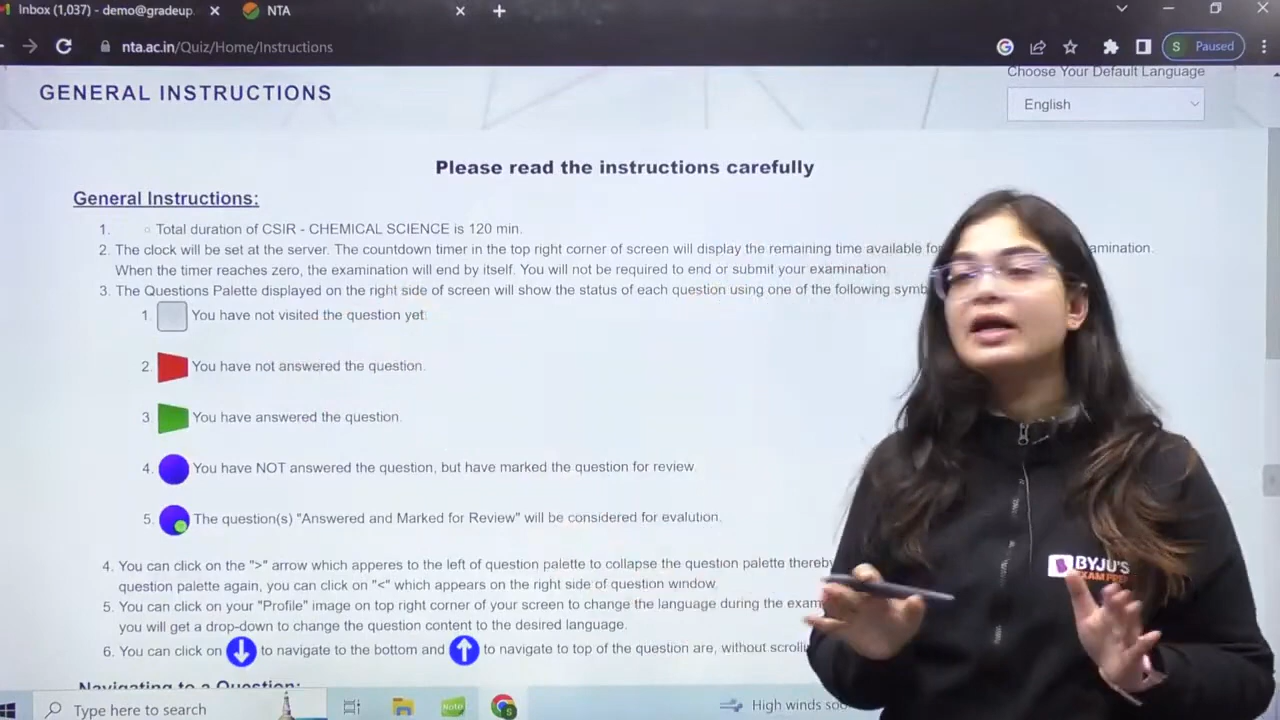 Inbox (1,037) - demo@gradeup.
NTA
nta.ac.in/Quiz/Home/Instructions
S Paused
GENERAL INSTRUCTIONS
Choose Your Default Language
English
Please read the instructions carefully
General Instructions:
1. Total duration of CSIR - CHEMICAL SCIENCE is 120 min.
2. The clock will be set at the server. The countdown timer in the top right corner of screen will display the remaining time available for amination.
When the timer reaches zero, the examination will end by itself. You will not be required to end or submit your examination.
3. The Questions Palette displayed on the right side of screen will show the status of each question using one of the following symb
1. You have not visited the question yet.
2. You have not answered the question.
3. You have answered the question.
4. You have NOT answered the question, but have marked the question for review.
5. The question(s) "Answered and Marked for Review" will be considered for evalution.
4. You can click on the ">" arrow which apperes to the left of question palette to collapse the question palette thereby
question palette again, you can click on "<" which appears on the right side of question window.
5. You can click on your "Profile" image on top right corner of your screen to change the language during the exam
you will get a drop-down to change the question content to the desired language.
6. You can click on to navigate to the bottom and to navigate to top of the question are, without scrolli
Navigating to a Question:
BYJU'S
EXAM PREP
Type here to search
Note
S
High winds soo